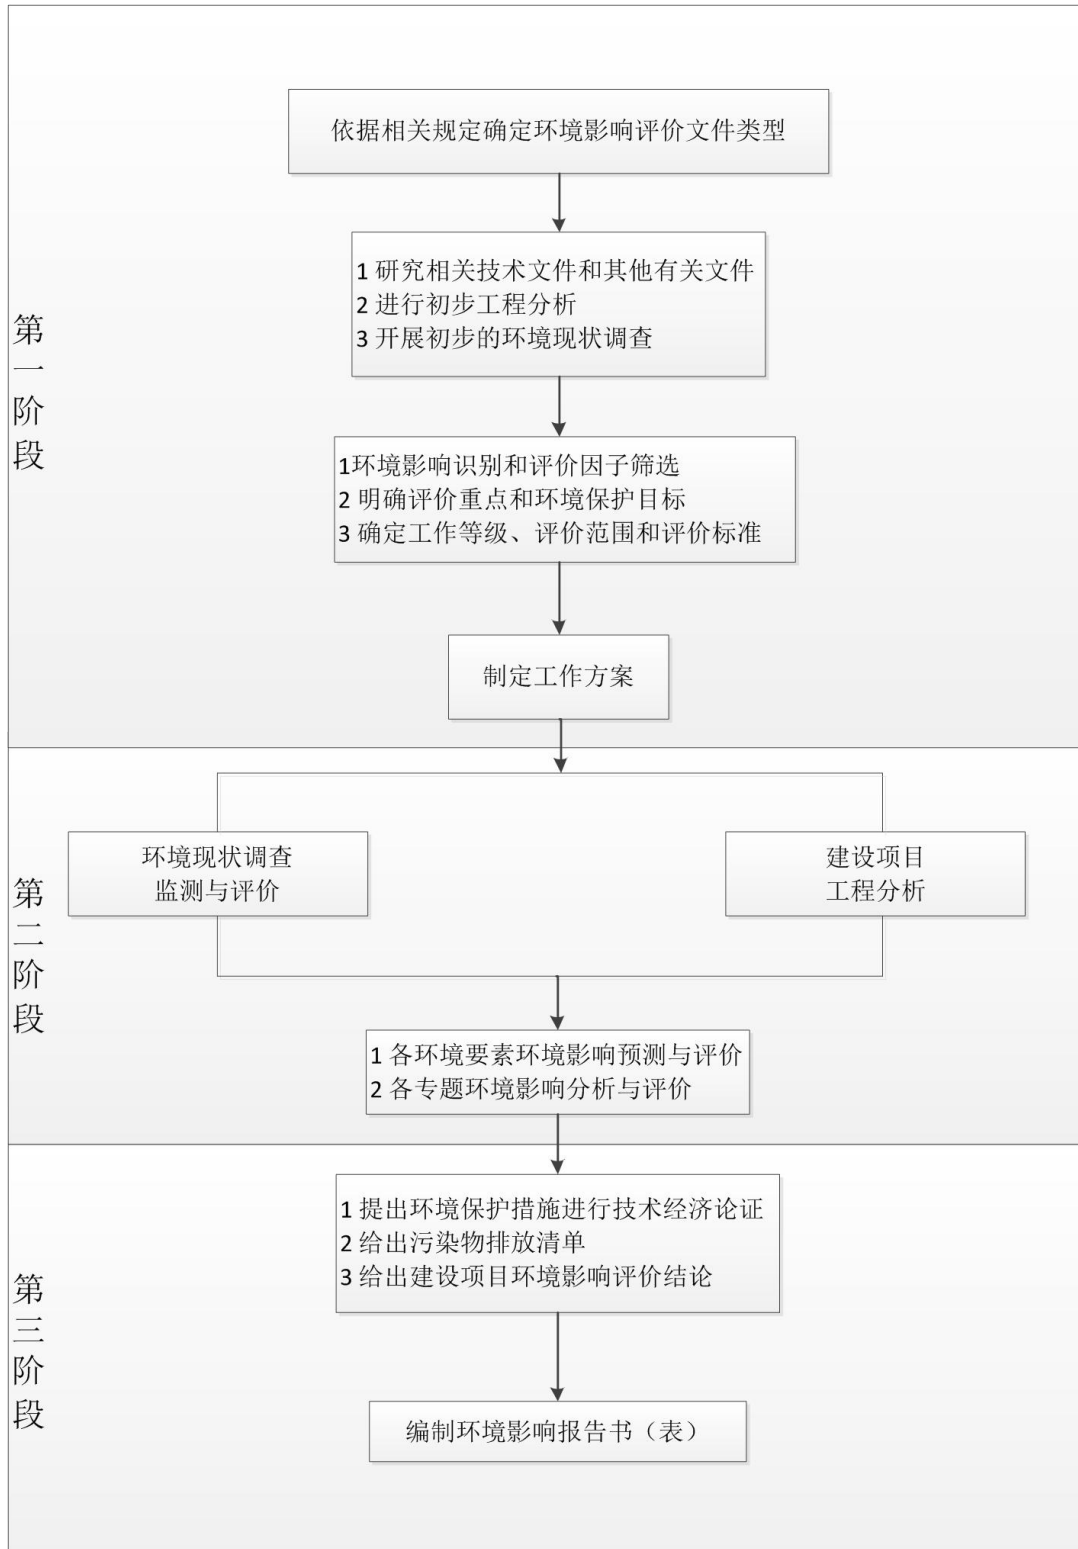 第一阶段
依据相关规定确定环境影响评价文件类型
1 研究相关技术文件和其他有关文件
2 进行初步工程分析
3 开展初步的环境现状调查
1环境影响识别和评价因子筛选
2 明确评价重点和环境保护目标
3 确定工作等级、评价范围和评价标准
制定工作方案
第二阶段
环境现状调查
监测与评价
建设项目
工程分析
1 各环境要素环境影响预测与评价
2 各专题环境影响分析与评价
第三阶段
1 提出环境保护措施进行技术经济论证
2 给出污染物排放清单
3 给出建设项目环境影响评价结论
编制环境影响报告书（表）